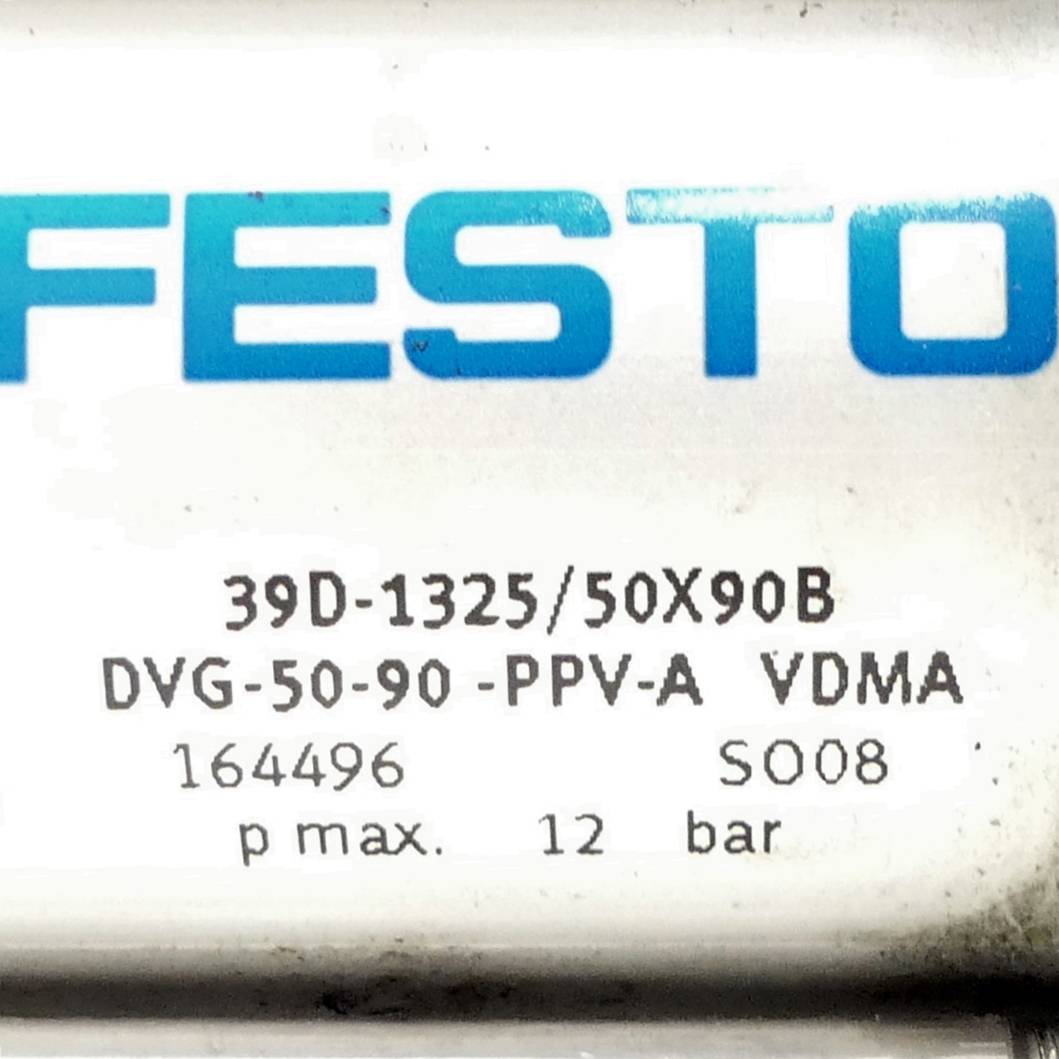 FESTO
39D-1325/50X90B
DVG-50-90 -PPV-A VDMA
164496 SO08
p max. 12 bar